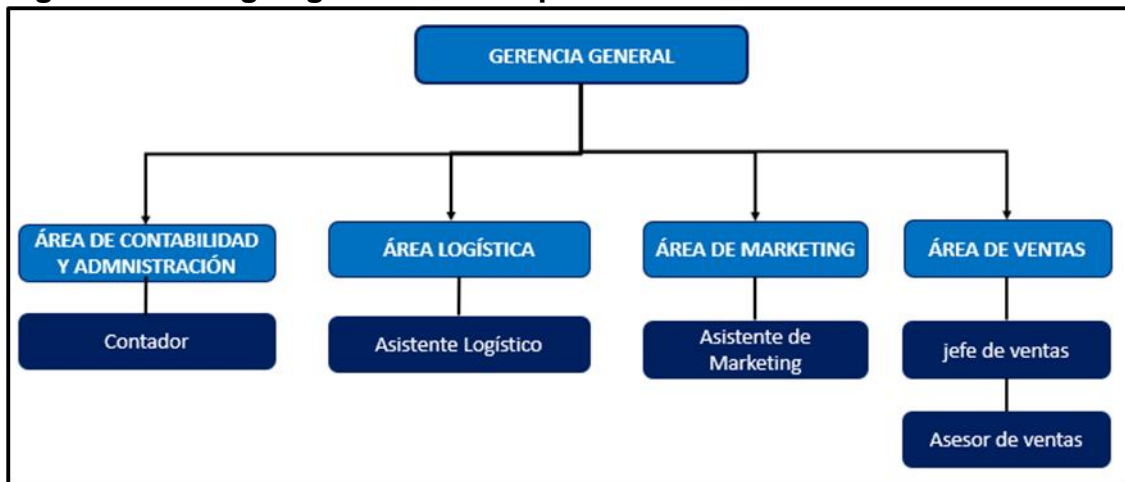 GERENCIA GENERAL
ÁREA DE CONTABILIDAD
Y ADMNISTRACIÓN
ÁREA LOGÍSTICA
ÁREA DE MARKETING
ÁREA DE VENTAS
Contador
Asistente Logístico
Asistente de
Marketing
jefe de ventas
Asesor de ventas